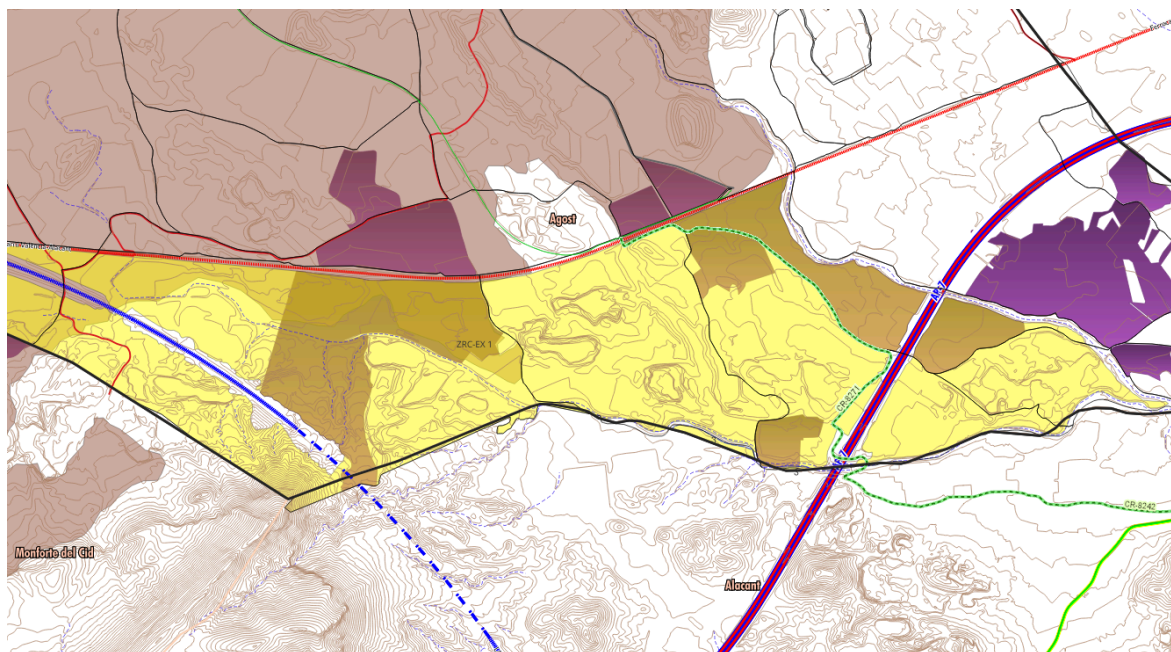 Agost
ZRC-EX 1
AP-7
CR-8271
AP-7
CR-8242
Monforte del Cid
Alacant